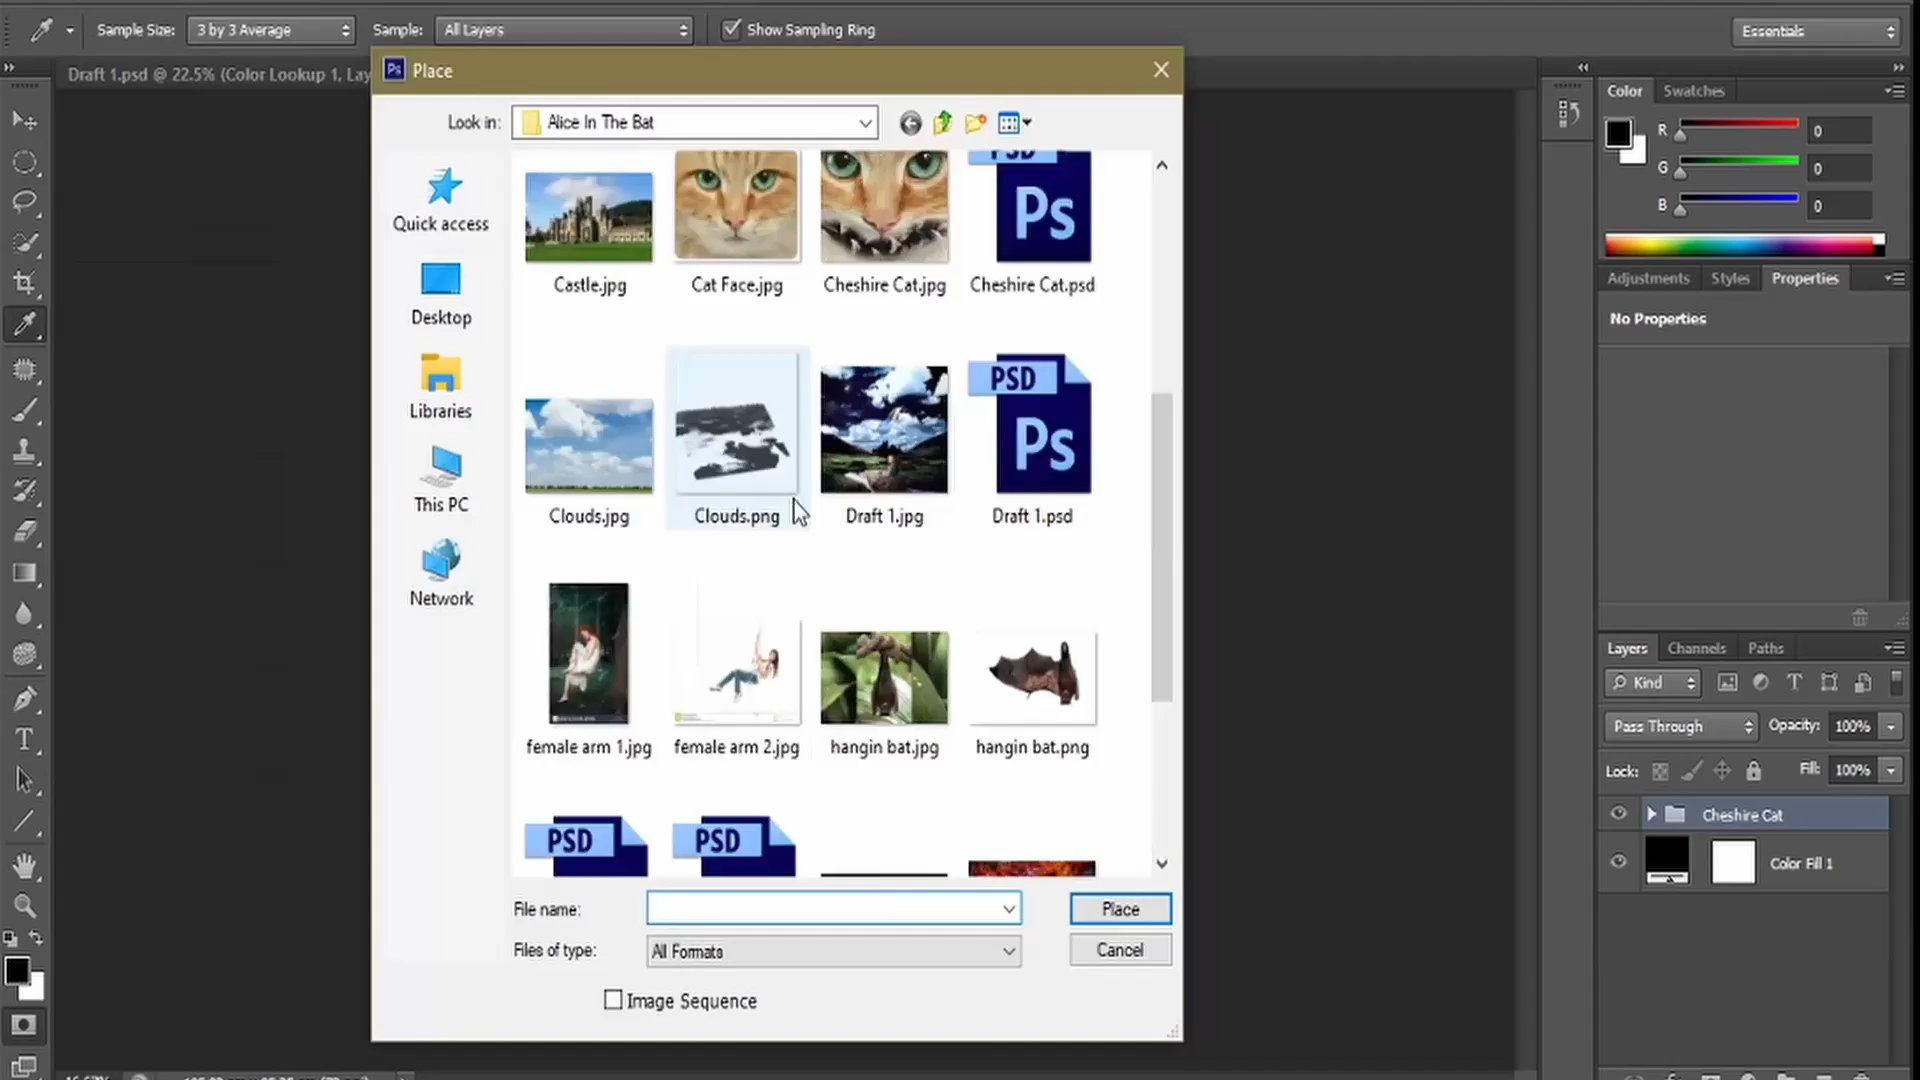 Sample Size: 3 by 3 Average Sample: All Layers Show Sampling Ring Essentials
Draft 1.psd @ 22.5% (Color Lookup 1, Lay
Ps Place
Look in: Alice In The Bat
Quick access
Desktop
Libraries
This PC
Network
PSD
Ps
Castle.jpg Cat Face.jpg Cheshire Cat.jpg Cheshire Cat.psd
PSD
Ps
Clouds.jpg Clouds.png Draft 1.jpg Draft 1.psd
female arm 1.jpg female arm 2.jpg hangin bat.jpg hangin bat.png
PSD PSD
File name: Place
Files of type: All Formats Cancel
Image Sequence
Color Swatches
R 0
G 0
B 0
Adjustments Styles Properties
No Properties
Layers Channels Paths
Kind
Pass Through Opacity: 100%
Lock: Fill: 100%
Cheshire Cat
Color Fill 1